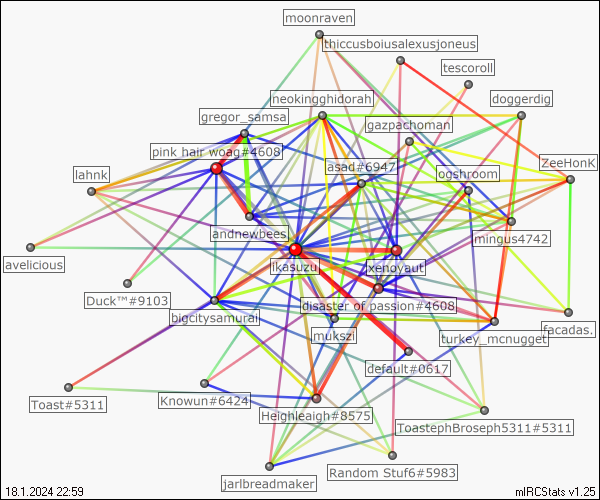 moonraven
thiccusboiusalexusjoneus
tescoroll
neokingghidorah
doggerdig
gregor_samsa
gazpachoman
pink hair woag#4608
asad#6947
ZeeHonK
lahnk
ogshroom
andnewbees
mingus4742
avelicious
likasuzu
xenoyaut
Duck™#9103
disaster of passion#4608
bigcitysamurai
facadas.
mukszi
turkey_mcnugget
default#0617
Toast#5311
Knowun#6424
Heighleaigh#8575
ToastephBroseph5311#5311
Random Stuf6#5983
jarlbreadmaker
18.1.2024 22:59
mIRCStats v1.25